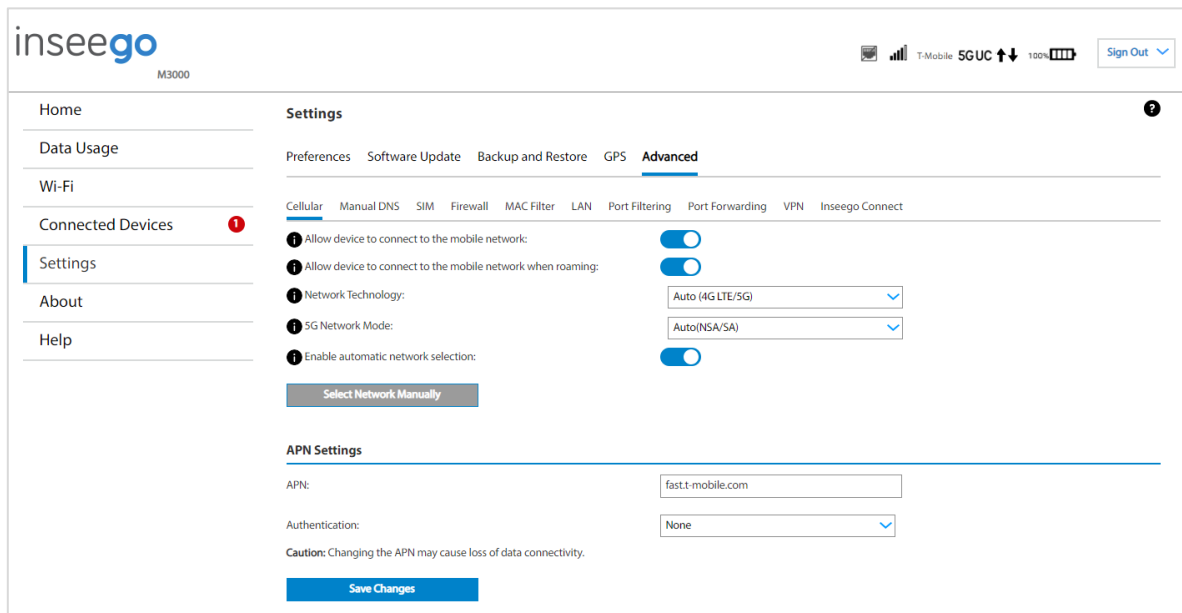 inseego
M3000
T-Mobile 5G UC 100% Sign Out
Home
Data Usage
Wi-Fi
Connected Devices 1
Settings
About
Help
Settings ?
Preferences Software Update Backup and Restore GPS Advanced
Cellular Manual DNS SIM Firewall MAC Filter LAN Port Filtering Port Forwarding VPN Inseego Connect
i Allow device to connect to the mobile network:
i Allow device to connect to the mobile network when roaming:
i Network Technology: Auto (4G LTE/5G)
i 5G Network Mode: Auto(NSA/SA)
i Enable automatic network selection:
Select Network Manually
APN Settings
APN: fast.t-mobile.com
Authentication: None
Caution: Changing the APN may cause loss of data connectivity.
Save Changes